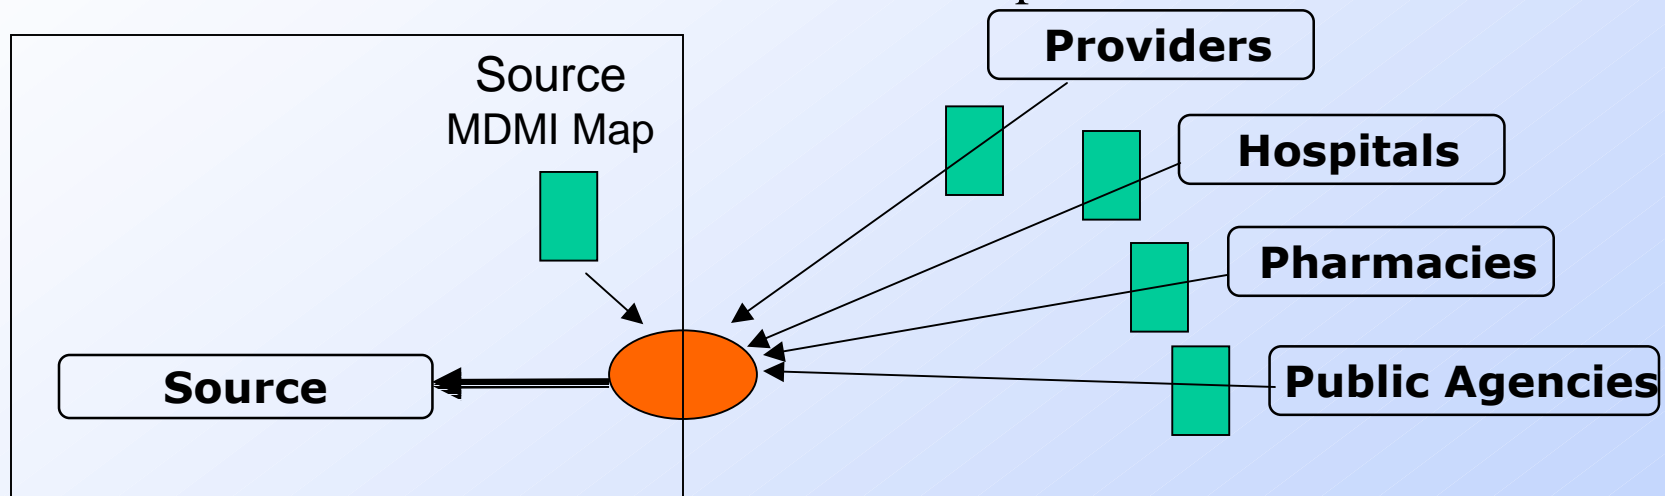 Providers
Source
MDMI Map
Hospitals
Pharmacies
Source
Public Agencies